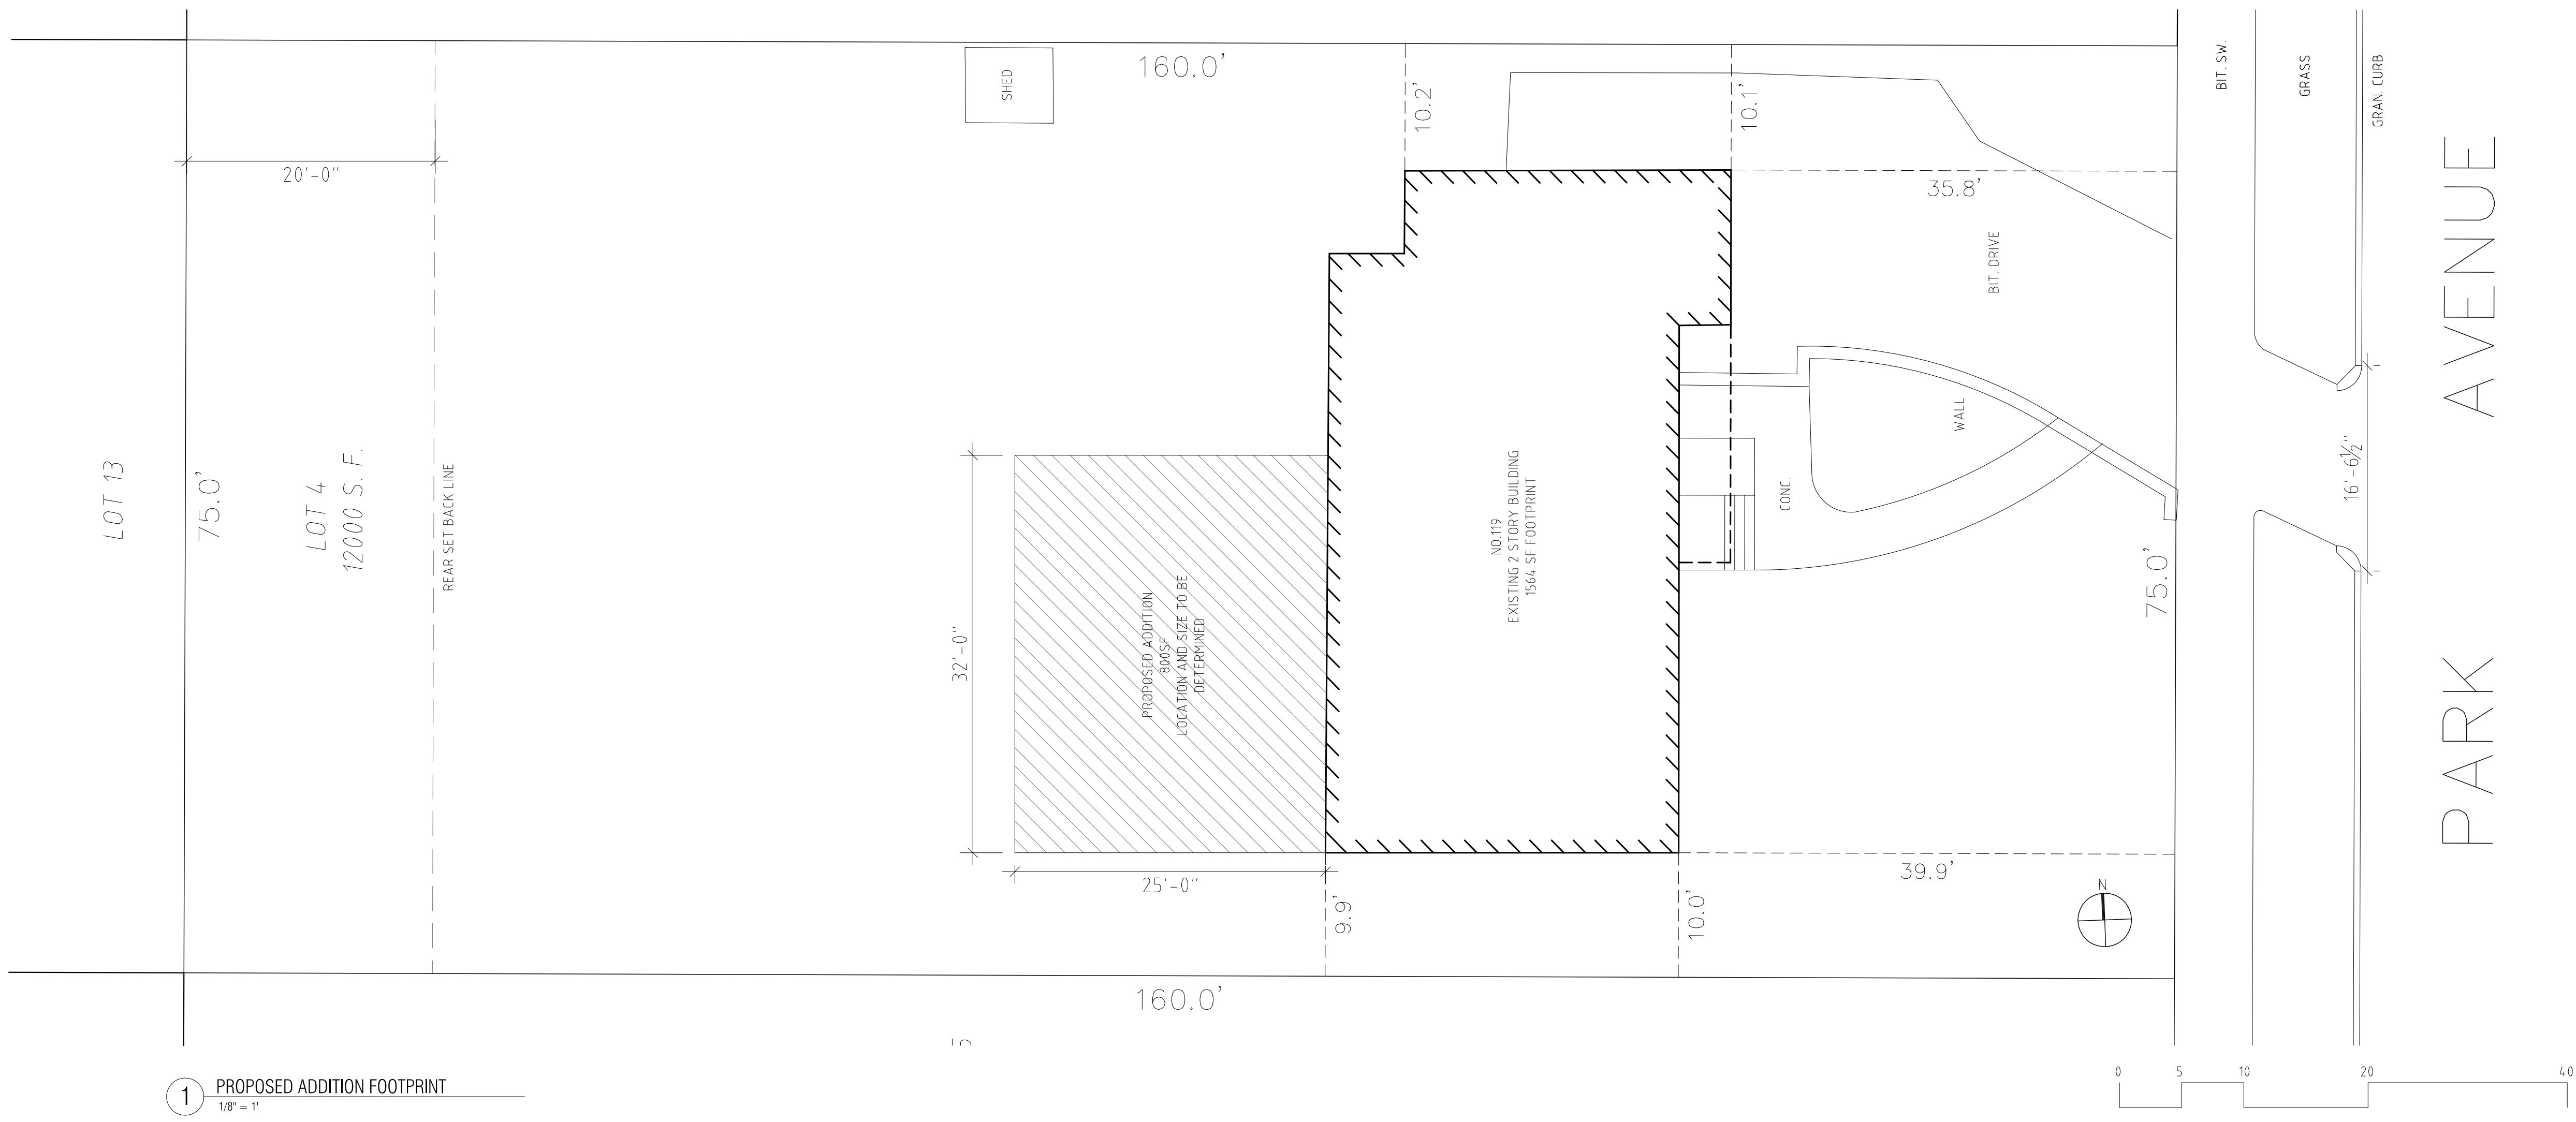 160.0'
SHED
10.2'
10.1'
BIT. SW.
GRASS
GRAN. CURB
20'-0"
35.8'
BIT. DRIVE
PARK AVENUE
LOT 13
75.0'
LOT 4
12000 S. F.
REAR SET BACK LINE
WALL
CONC.
16'-6½"
NO.119
EXISTING 2 STORY BUILDING
1564 SF FOOTPRINT
32'-0"
PROPOSED ADDITION
800SF
LOCATION AND SIZE TO BE
DETERMINED
75.0'
25'-0"
39.9'
9.9'
10.0'
N
160.0'
1
PROPOSED ADDITION FOOTPRINT
1/8" = 1'
0 5 10 20 40